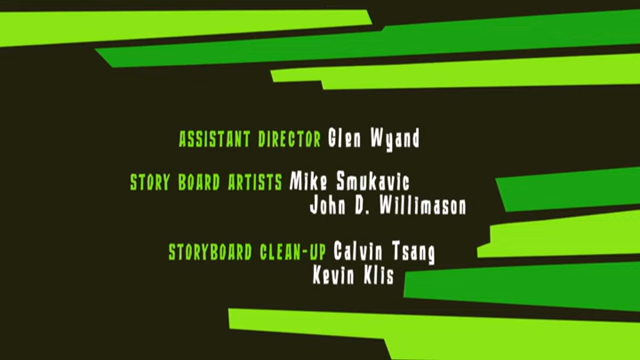 ASSISTANT DIRECTOR Glen Wyand
STORY BOARD ARTISTS Mike Smukavic
John D. Willimason
STORYBOARD CLEAN-UP Calvin Tsang
Kevin Klis